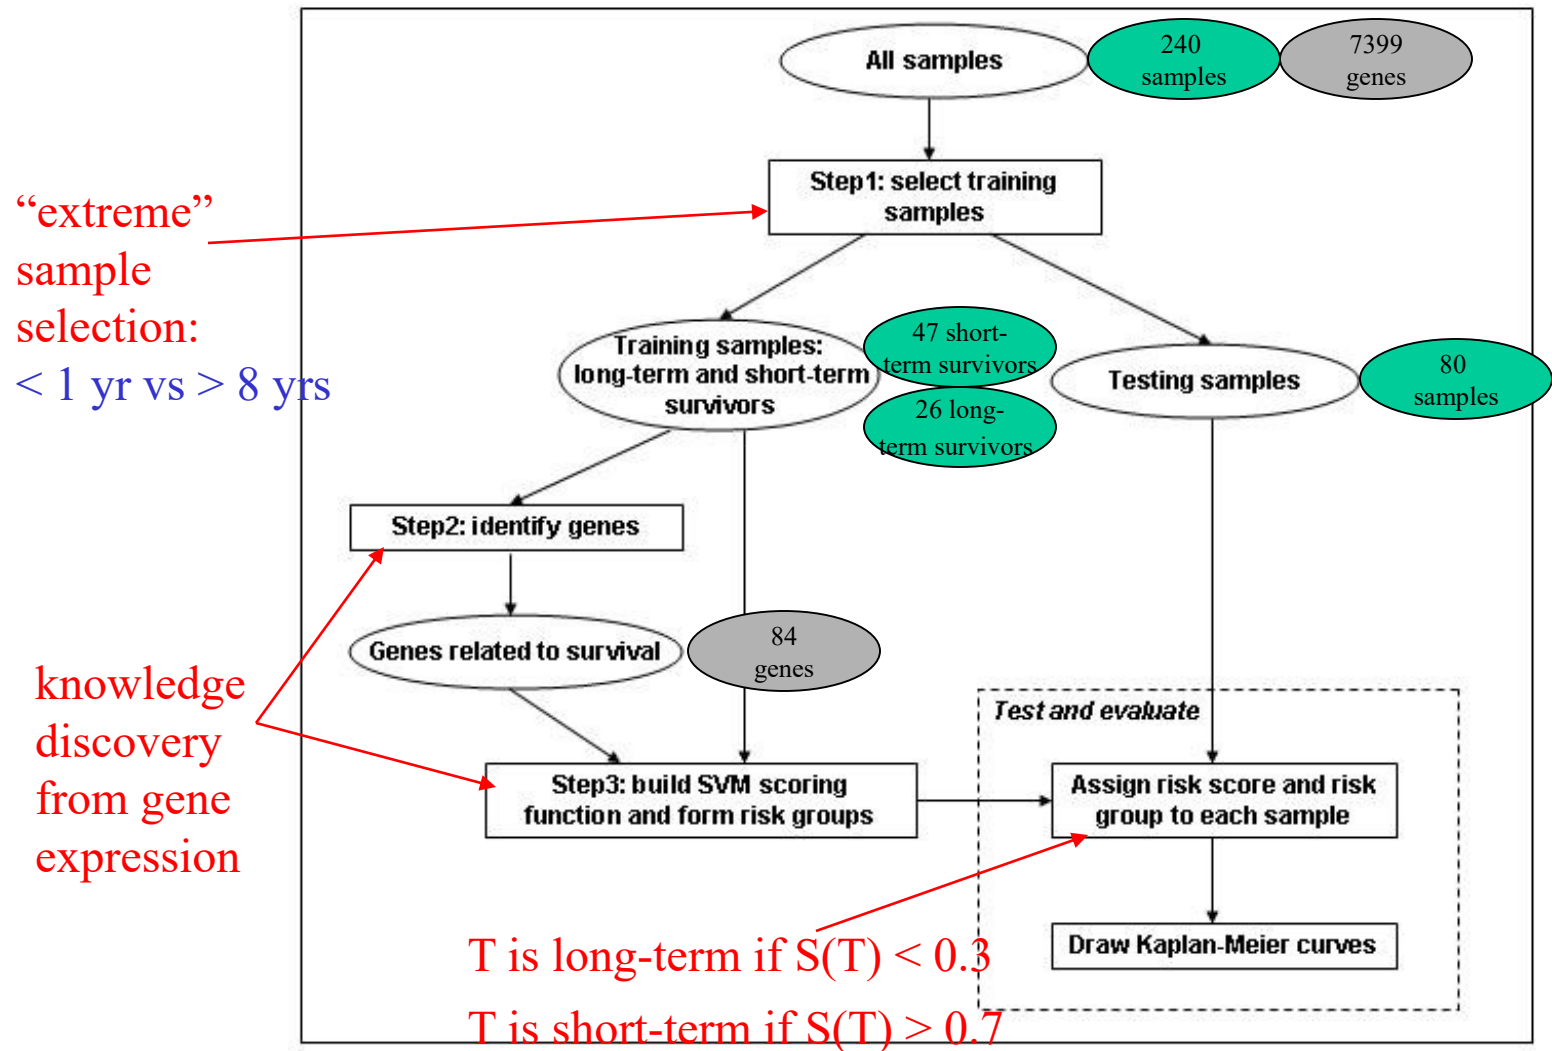 All samples
240
samples
7399
genes
Step1: select training
samples
“extreme”
sample
selection:
< 1 yr vs > 8 yrs
Training samples:
long-term and short-term
survivors
47 short-
term survivors
26 long-
term survivors
Testing samples
80
samples
Step2: identify genes
Genes related to survival
84
genes
knowledge
discovery
from gene
expression
Test and evaluate
Step3: build SVM scoring
function and form risk groups
Assign risk score and risk
group to each sample
Draw Kaplan-Meier curves
T is long-term if S(T) < 0.3
T is short-term if S(T) > 0.7